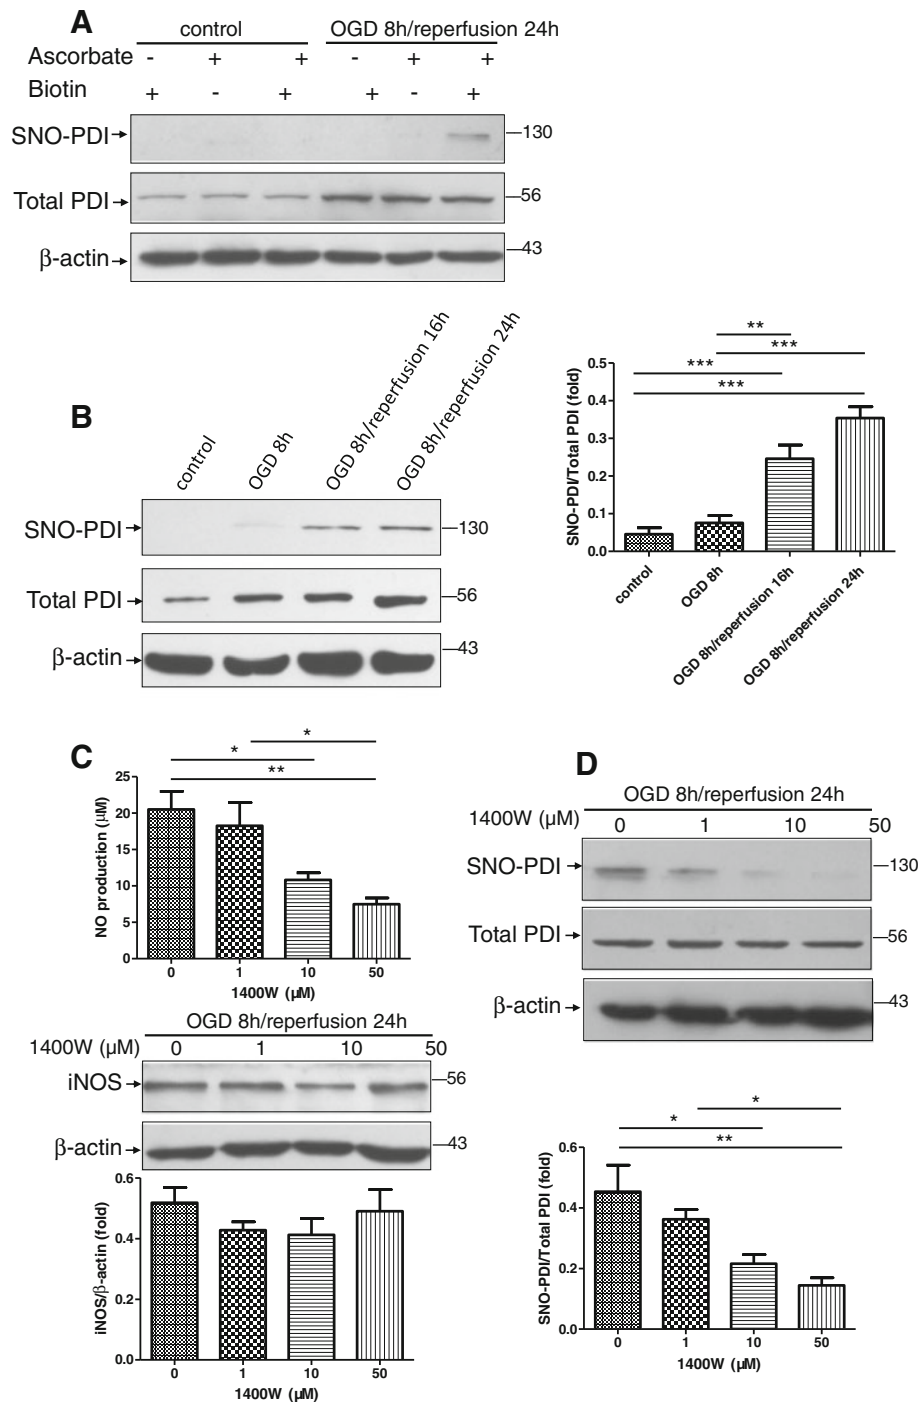 A
control OGD 8h/reperfusion 24h
Ascorbate - + + - + +
Biotin + - + + - +
SNO-PDI 130
Total PDI 56
β-actin 43
B
control
OGD 8h
OGD 8h/reperfusion 16h
OGD 8h/reperfusion 24h
SNO-PDI 130
Total PDI 56
β-actin 43
**
***
***
***
SNO-PDI/Total PDI (fold)
0.5
0.4
0.3
0.2
0.1
0.0
control
OGD 8h
OGD 8h/reperfusion 16h
OGD 8h/reperfusion 24h
C
*
*
**
NO production (μM)
25
20
15
10
5
0
0 1 10 50
1400W (μM)
OGD 8h/reperfusion 24h
1400W (μM) 0 1 10 50
iNOS 56
β-actin 43
iNOS/β-actin (fold)
0.6
0.4
0.2
0.0
0 1 10 50
1400W (μM)
D
OGD 8h/reperfusion 24h
1400W (μM) 0 1 10 50
SNO-PDI 130
Total PDI 56
β-actin 43
*
*
**
SNO-PDI/Total PDI (fold)
0.6
0.4
0.2
0.0
0 1 10 50
1400W (μM)